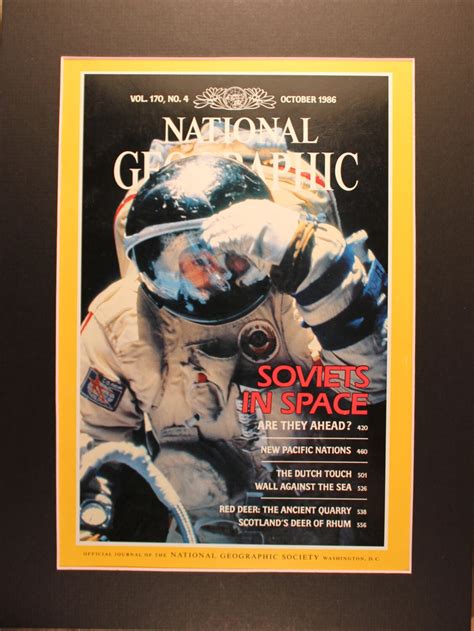 VOL. 170, NO. 4 OCTOBER 1986
NATIONAL
GEOGRAPHIC
SOVIETS
IN SPACE
ARE THEY AHEAD? 420
NEW PACIFIC NATIONS 460
THE DUTCH TOUCH 501
WALL AGAINST THE SEA 526
RED DEER: THE ANCIENT QUARRY 538
SCOTLAND'S DEER OF RHUM 556
OFFICIAL JOURNAL OF THE NATIONAL GEOGRAPHIC SOCIETY WASHINGTON, D.C.